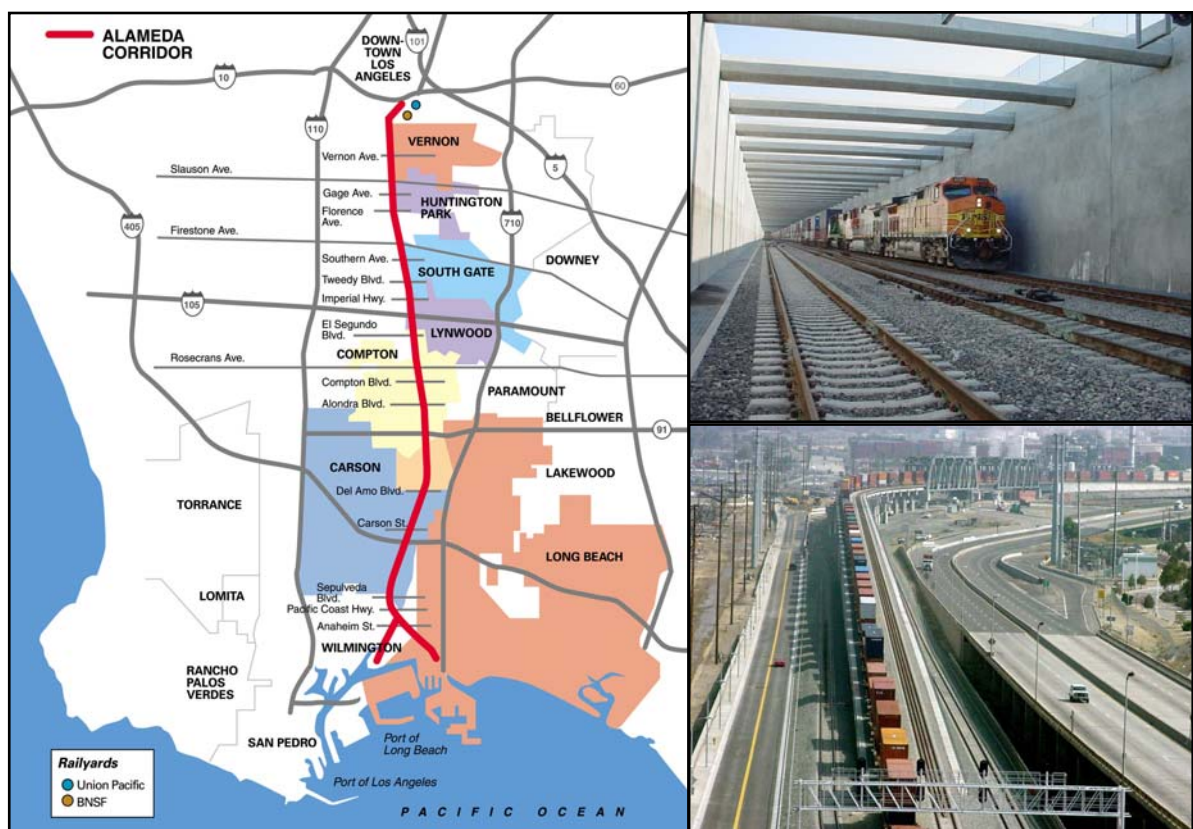 ALAMEDA
CORRIDOR
DOWN-
TOWN
LOS
ANGELES
101
10
60
110
VERNON
Vernon Ave.
5
Slauson Ave.
Gage Ave.
HUNTINGTON
PARK
Florence
Ave.
710
405
Firestone Ave.
Southern Ave.
SOUTH GATE
DOWNEY
Tweedy Blvd.
Imperial Hwy.
105
El Segundo
Blvd.
LYNWOOD
COMPTON
Rosecrans Ave.
Compton Blvd.
PARAMOUNT
Alondra Blvd.
BELLFLOWER
91
CARSON
LAKEWOOD
Del Amo Blvd.
TORRANCE
Carson St.
LONG BEACH
Sepulveda
Blvd.
LOMITA
Pacific Coast Hwy.
Anaheim St.
WILMINGTON
RANCHO
PALOS
VERDES
SAN PEDRO
Port of
Long Beach
Port of Los Angeles
Railyards
Union Pacific
BNSF
PACIFIC OCEAN